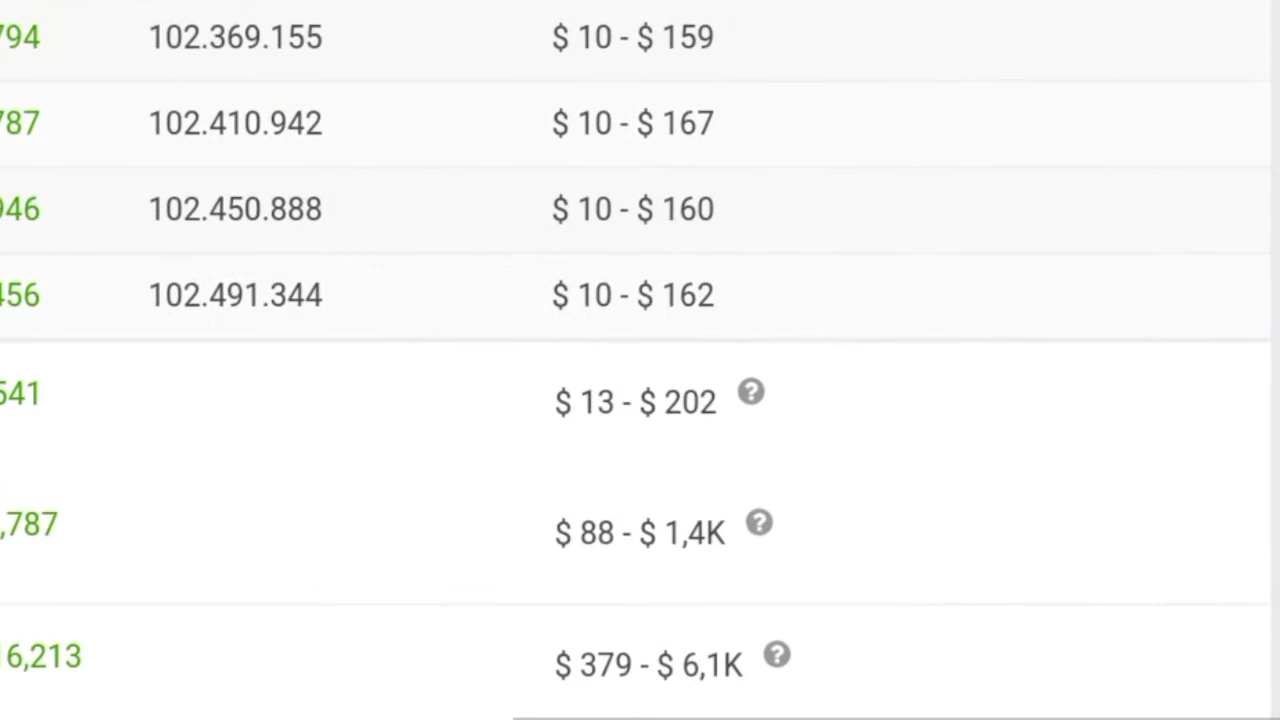 794 102.369.155 $ 10 - $ 159
787 102.410.942 $ 10 - $ 167
946 102.450.888 $ 10 - $ 160
456 102.491.344 $ 10 - $ 162
541 $ 13 - $ 202 ?
,787 $ 88 - $ 1,4K ?
16,213 $ 379 - $ 6,1K ?